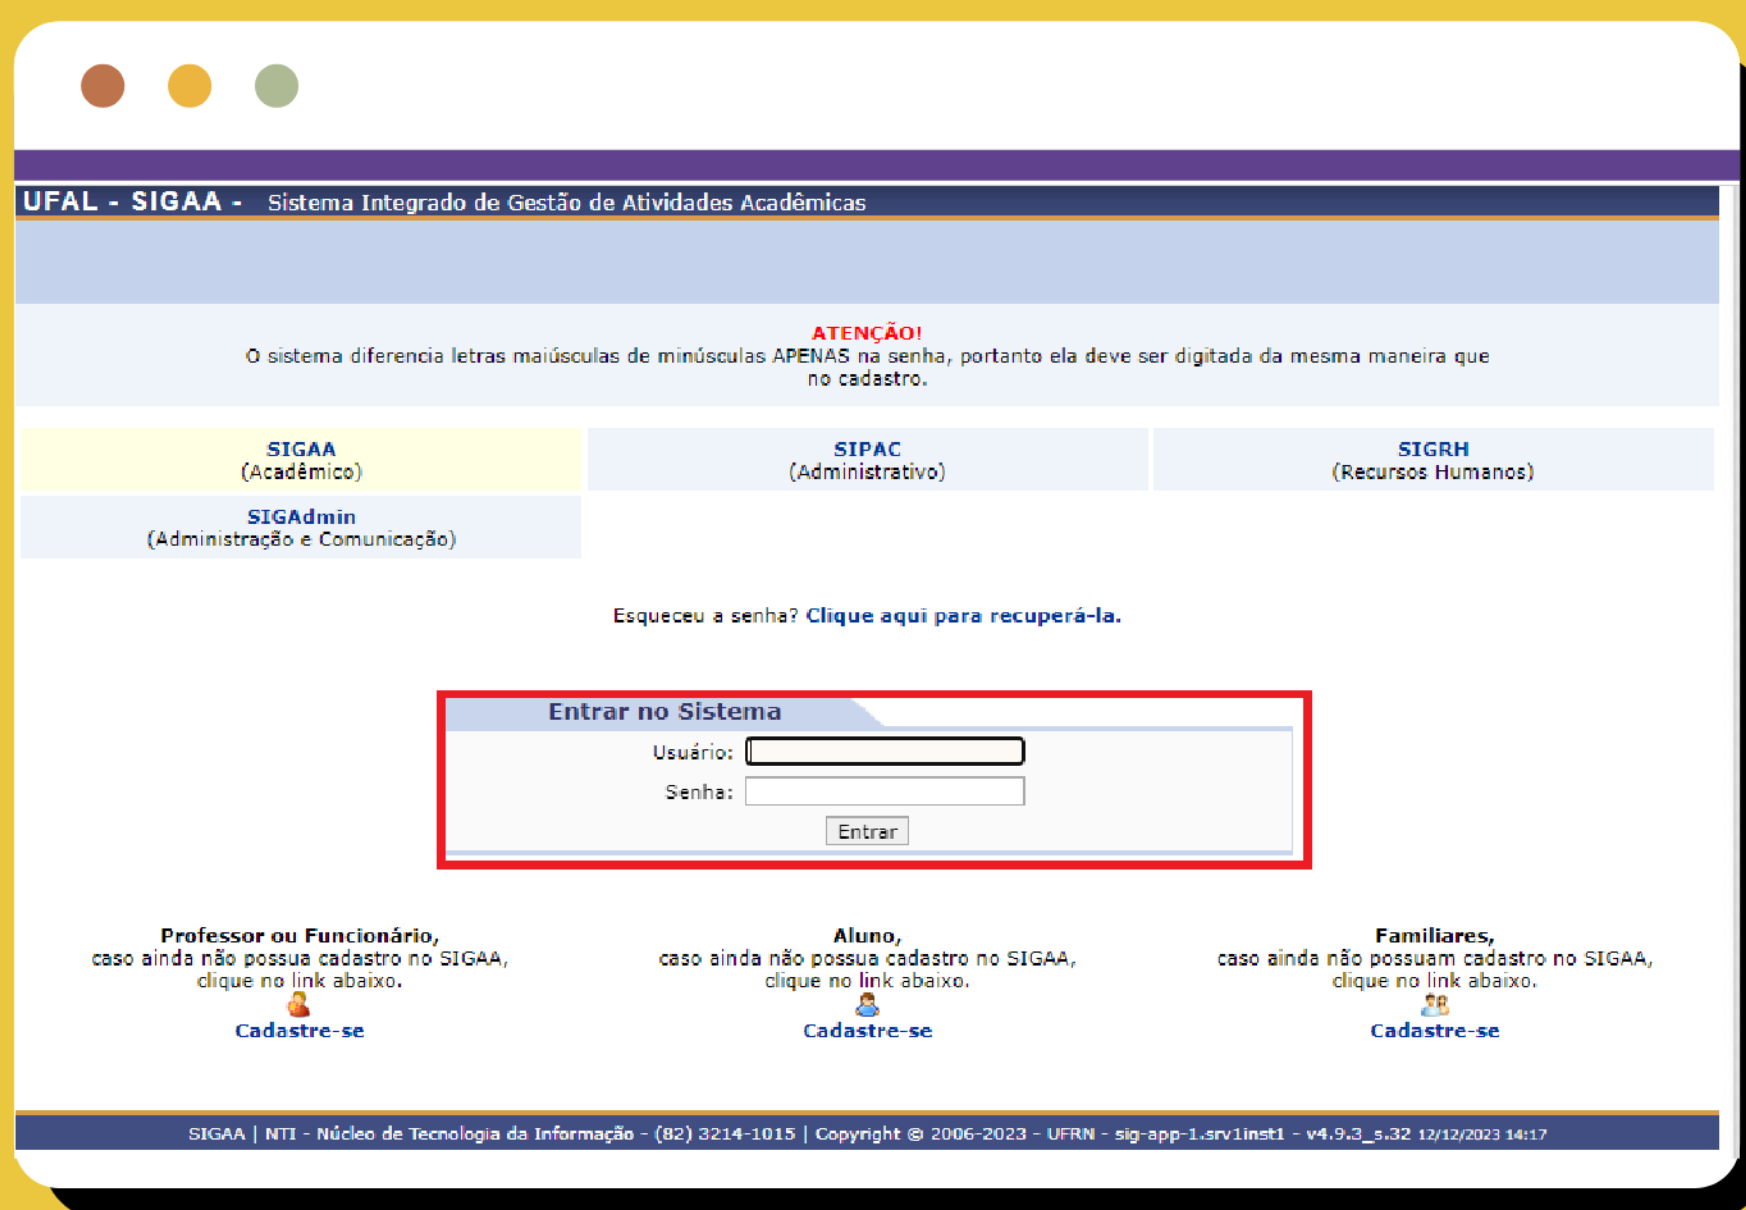 UFAL - SIGAA - Sistema Integrado de Gestão de Atividades Acadêmicas
ATENÇÃO!
O sistema diferencia letras maiúsculas de minúsculas APENAS na senha, portanto ela deve ser digitada da mesma maneira que
no cadastro.
SIGAA
(Acadêmico)
SIPAC
(Administrativo)
SIGRH
(Recursos Humanos)
SIGAdmin
(Administração e Comunicação)
Esqueceu a senha? Clique aqui para recuperá-la.
Entrar no Sistema
Usuário:
Senha:
Entrar
Professor ou Funcionário,
caso ainda não possua cadastro no SIGAA,
clique no link abaixo.
Cadastre-se
Aluno,
caso ainda não possua cadastro no SIGAA,
clique no link abaixo.
Cadastre-se
Familiares,
caso ainda não possuam cadastro no SIGAA,
clique no link abaixo.
Cadastre-se
SIGAA | NTI - Núcleo de Tecnologia da Informação - (82) 3214-1015 | Copyright © 2006-2023 - UFRN - sig-app-1.srv1inst1 - v4.9.3_s.32 12/12/2023 14:17